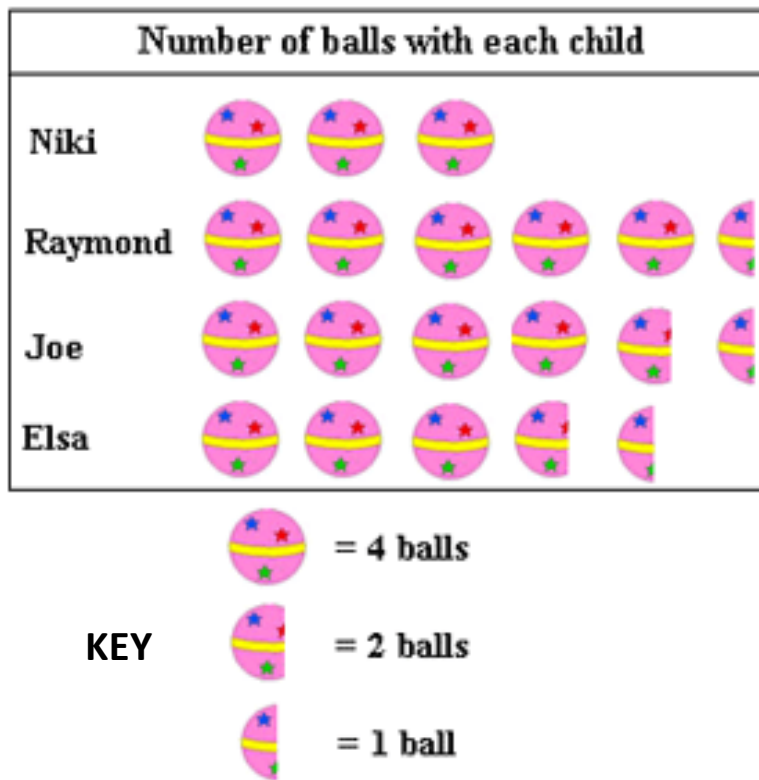 Number of balls with each child
Niki
Raymond
Joe
Elsa
= 4 balls
KEY = 2 balls
= 1 ball